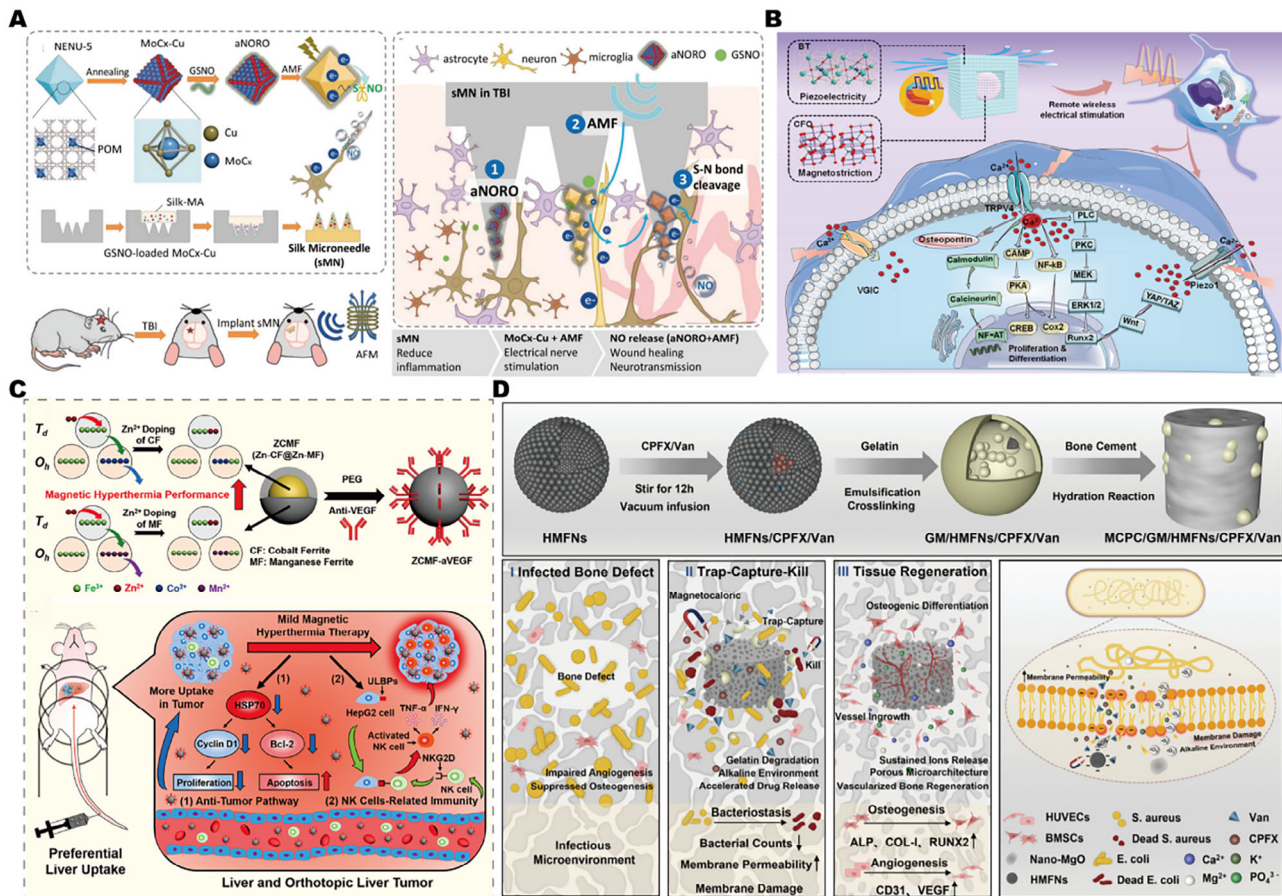 A
NENU-5
MoCx-Cu
aNORO
Annealing
GSNO
AMF
e-
e-
e-
S
NO
POM
Cu
MoCx
NO
e-
e-
Silk-MA
GSNO-loaded MoCx-Cu
Silk Microneedle
(sMN)
TBI
Implant sMN
AFM
astrocyte
neuron
microglia
aNORO
GSNO
sMN in TBI
2 AMF
1
aNORO
3
S-N bond
cleavage
e-
e-
e-
e-
e-
NO
sMN
Reduce
inflammation
MoCx-Cu + AMF
Electrical nerve
stimulation
NO release (aNORO+AMF)
Wound healing
Neurotransmission
B
BT
Piezoelectricity
CFO
Magnetostriction
Remote wireless
electrical stimulation
Ca2+
TRPV4
Ca2+
Ca2+
VGIC
Ca2+
Piezo1
Osteopontin
Calmodulin
Calcineurin
NF-AT
CAMP
PKA
CREB
NF-kB
Cox2
PLC
PKC
MEK
ERK1/2
Runx2
YAP/TAZ
Wnt
Proliferation &
Differentiation
C
Td
Oh
Zn2+ Doping
of CF
Magnetic Hyperthermia Performance
Td
Oh
Zn2+ Doping
of MF
CF: Cobalt Ferrite
MF: Manganese Ferrite
ZCMF
(Zn-CF@Zn-MF)
PEG
Anti-VEGF
ZCMF-aVEGF
Fe3+
Zn2+
Co2+
Mn2+
Mild Magnetic
Hyperthermia Therapy
More Uptake
in Tumor
(1)
(2)
HSP70
Cyclin D1
Bcl-2
Proliferation
Apoptosis
ULBPs
HepG2 cell
TNF-α
IFN-γ
Activated
NK cell
NKG2D
NK cell
(1) Anti-Tumor Pathway
(2) NK Cells-Related Immunity
Preferential
Liver Uptake
Liver and Orthotopic Liver Tumor
D
CPFX/Van
Stir for 12h
Vacuum infusion
Gelatin
Emulsification
Crosslinking
Bone Cement
Hydration Reaction
HMFNs
HMFNs/CPFX/Van
GM/HMFNs/CPFX/Van
MCPC/GM/HMFNs/CPFX/Van
I Infected Bone Defect
Bone Defect
Impaired Angiogenesis
Suppressed Osteogenesis
Infectious
Microenvironment
II Trap-Capture-Kill
Magnetocaloric
Trap-Capture
Kill
Gelatin Degradation
Alkaline Environment
Accelerated Drug Release
Bacteriostasis
Bacterial Counts
Membrane Permeability
Membrane Damage
III Tissue Regeneration
Osteogenic Differentiation
Vessel Ingrowth
Sustained Ions Release
Porous Microarchitecture
Vascularized Bone Regeneration
Osteogenesis
ALP、COL-I、RUNX2
Angiogenesis
CD31、VEGF
Membrane Permeability
Membrane Damage
Alkaline Environment
HUVECs
BMSCs
Nano-MgO
HMFNs
S. aureus
Dead S. aureus
E. coli
Dead E. coli
Van
CPFX
Ca2+
K+
Mg2+
PO43-